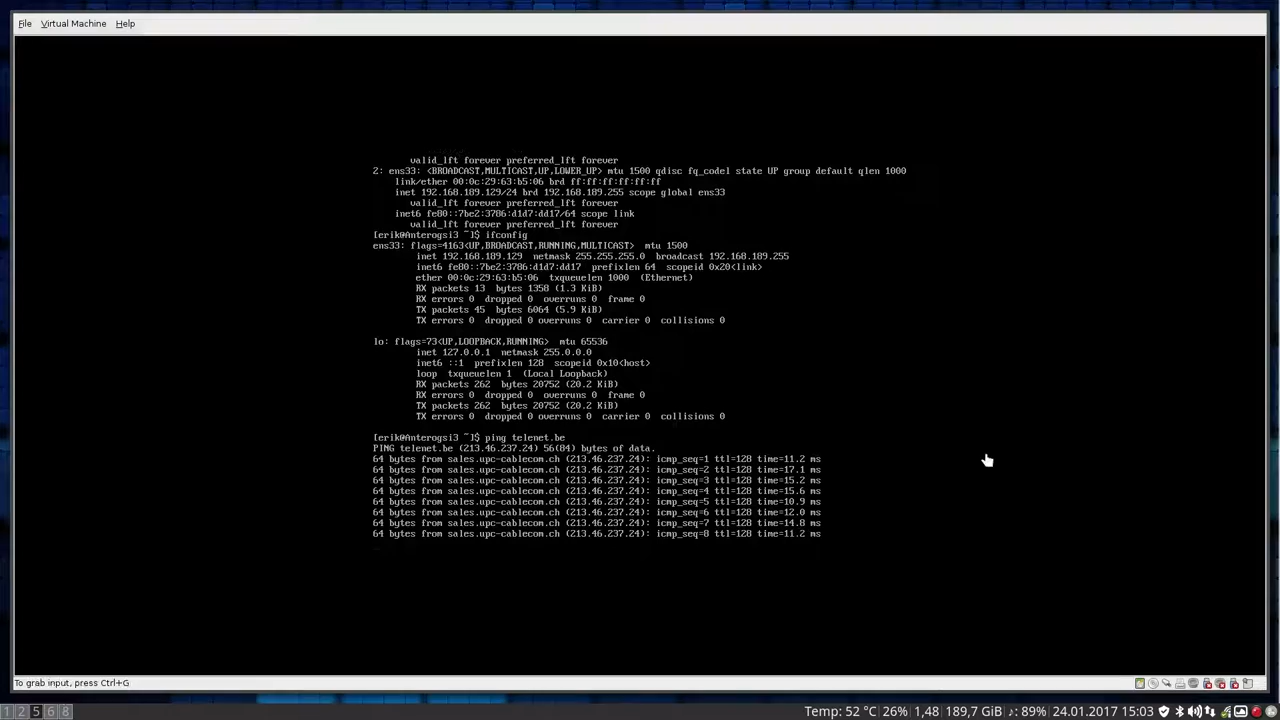 File Virtual Machine Help
valid_lft forever preferred_lft forever
2: ens33: <BROADCAST,MULTICAST,UP,LOWER_UP> mtu 1500 qdisc fq_codel state UP group default qlen 1000
link/ether 00:0c:29:63:b5:06 brd ff:ff:ff:ff:ff:ff
inet 192.168.189.129/24 brd 192.168.189.255 scope global ens33
valid_lft forever preferred_lft forever
inet6 fe80::7be2:3786:d1d7:dd17/64 scope link
valid_lft forever preferred_lft forever
[erik@Anterogsi3 ~]$ ifconfig
ens33: flags=4163<UP,BROADCAST,RUNNING,MULTICAST> mtu 1500
inet 192.168.189.129 netmask 255.255.255.0 broadcast 192.168.189.255
inet6 fe80::7be2:3786:d1d7:dd17 prefixlen 64 scopeid 0x20<link>
ether 00:0c:29:63:b5:06 txqueuelen 1000 (Ethernet)
RX packets 13 bytes 1358 (1.3 KiB)
RX errors 0 dropped 0 overruns 0 frame 0
TX packets 45 bytes 6064 (5.9 KiB)
TX errors 0 dropped 0 overruns 0 carrier 0 collisions 0
lo: flags=73<UP,LOOPBACK,RUNNING> mtu 65536
inet 127.0.0.1 netmask 255.0.0.0
inet6 ::1 prefixlen 128 scopeid 0x10<host>
loop txqueuelen 1 (Local Loopback)
RX packets 262 bytes 20752 (20.2 KiB)
RX errors 0 dropped 0 overruns 0 frame 0
TX packets 262 bytes 20752 (20.2 KiB)
TX errors 0 dropped 0 overruns 0 carrier 0 collisions 0
[erik@Anterogsi3 ~]$ ping telenet.be
PING telenet.be (213.46.237.24) 56(84) bytes of data.
64 bytes from sales.upc-cablecom.ch (213.46.237.24): icmp_seq=1 ttl=128 time=11.2 ms
64 bytes from sales.upc-cablecom.ch (213.46.237.24): icmp_seq=2 ttl=128 time=17.1 ms
64 bytes from sales.upc-cablecom.ch (213.46.237.24): icmp_seq=3 ttl=128 time=15.2 ms
64 bytes from sales.upc-cablecom.ch (213.46.237.24): icmp_seq=4 ttl=128 time=15.6 ms
64 bytes from sales.upc-cablecom.ch (213.46.237.24): icmp_seq=5 ttl=128 time=10.9 ms
64 bytes from sales.upc-cablecom.ch (213.46.237.24): icmp_seq=6 ttl=128 time=12.0 ms
64 bytes from sales.upc-cablecom.ch (213.46.237.24): icmp_seq=7 ttl=128 time=14.8 ms
64 bytes from sales.upc-cablecom.ch (213.46.237.24): icmp_seq=8 ttl=128 time=11.2 ms
To grab input, press Ctrl+G
1 2 5 6 8 Temp: 52 °C 26% 1,48 189,7 GiB ♪: 89% 24.01.2017 15:03